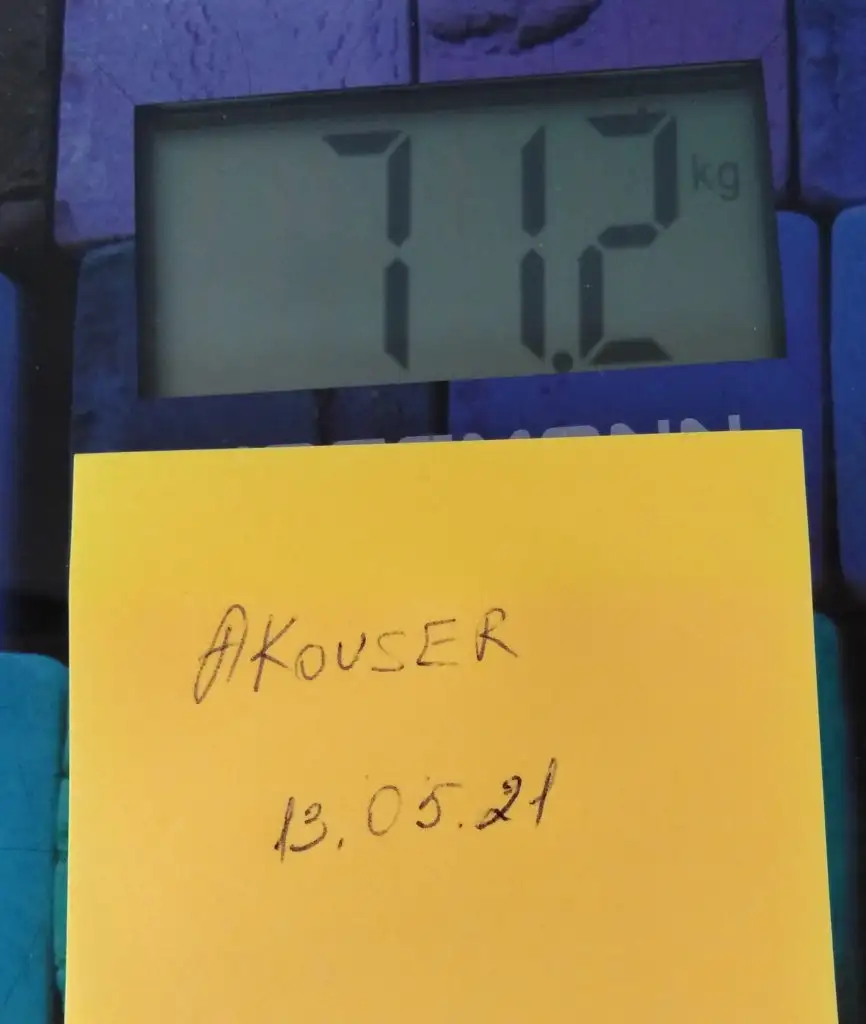 71.2 kg
AKOUSER
13.05.21